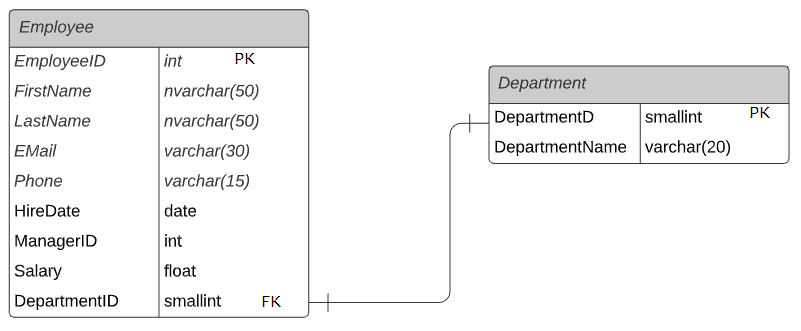 Employee
EmployeeID int PK
FirstName nvarchar(50)
LastName nvarchar(50)
EMail varchar(30)
Phone varchar(15)
HireDate date
ManagerID int
Salary float
DepartmentID smallint FK
Department
DepartmentD smallint PK
DepartmentName varchar(20)